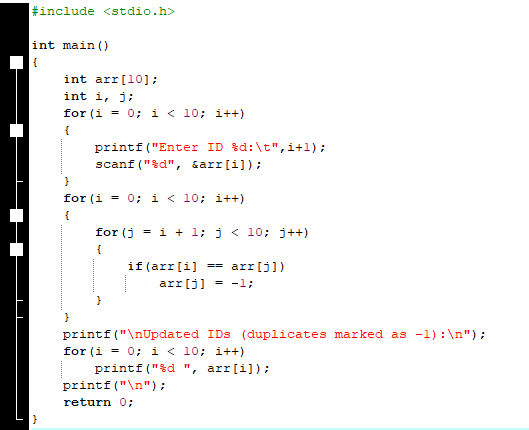 #include <stdio.h>

int main()
{
    int arr[10];
    int i, j;
    for(i = 0; i < 10; i++)
    {
        printf("Enter ID %d:\t",i+1);
        scanf("%d", &arr[i]);
    }
    for(i = 0; i < 10; i++)
    {
        for(j = i + 1; j < 10; j++)
        {
            if(arr[i] == arr[j])
                arr[j] = -1;
        }
    }
    printf("\nUpdated IDs (duplicates marked as -1):\n");
    for(i = 0; i < 10; i++)
        printf("%d ", arr[i]);
    printf("\n");
    return 0;
}